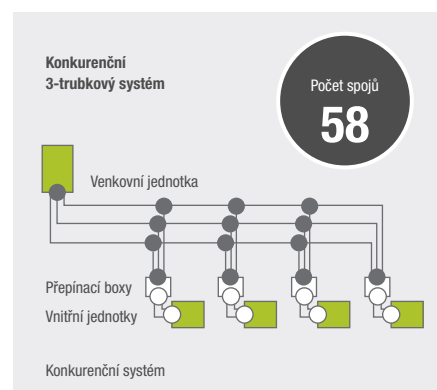 Konkurenční
3-trubkový systém
Počet spojů
58
Venkovní jednotka
Přepínací boxy
Vnitřní jednotky
Konkurenční systém